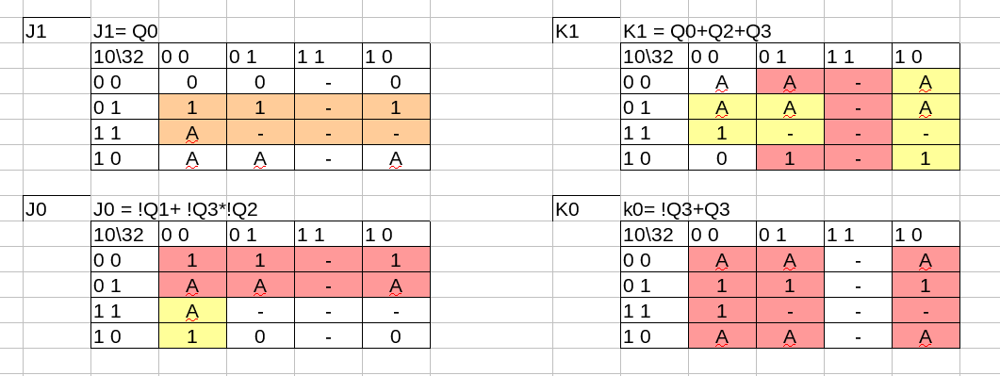 J1 J1= Q0 K1 K1 = Q0+Q2+Q3
10\32 0 0 0 1 1 1 1 0 10\32 0 0 0 1 1 1 1 0
0 0 0 0 - 0 0 0 A A - A
0 1 1 1 - 1 0 1 A A - A
1 1 A - - - 1 1 1 - - -
1 0 A A - A 1 0 0 1 - 1
J0 J0 = !Q1+ !Q3*!Q2 K0 k0= !Q3+Q3
10\32 0 0 0 1 1 1 1 0 10\32 0 0 0 1 1 1 1 0
0 0 1 1 - 1 0 0 A A - A
0 1 A A - A 0 1 1 1 - 1
1 1 A - - - 1 1 1 - - -
1 0 1 0 - 0 1 0 A A - A